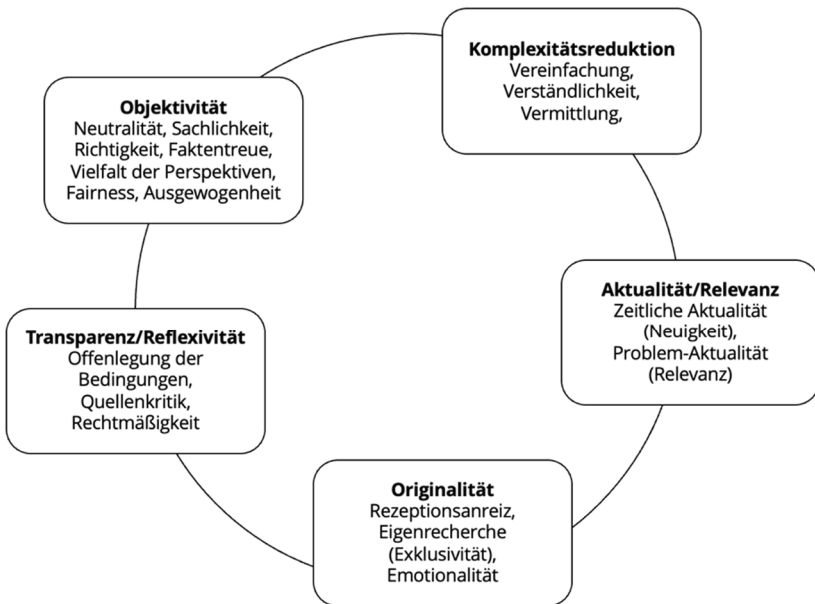 Komplexitätsreduktion
Vereinfachung,
Verständlichkeit,
Vermittlung,
Objektivität
Neutralität, Sachlichkeit,
Richtigkeit, Faktentreue,
Vielfalt der Perspektiven,
Fairness, Ausgewogenheit
Aktualität/Relevanz
Zeitliche Aktualität
(Neuigkeit),
Problem-Aktualität
(Relevanz)
Transparenz/Reflexivität
Offenlegung der
Bedingungen,
Quellenkritik,
Rechtmäßigkeit
Originalität
Rezeptionsanreiz,
Eigenrecherche
(Exklusivität),
Emotionalität